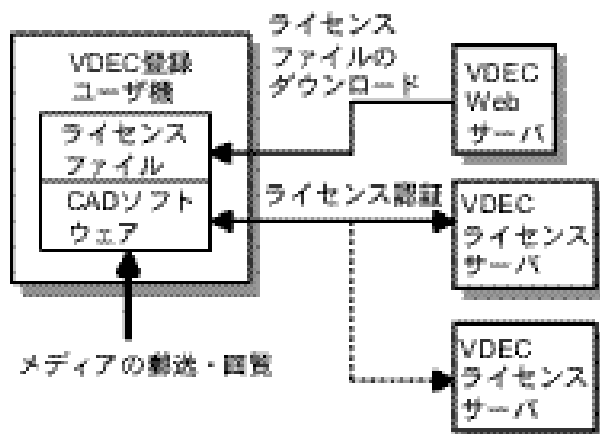 VDEC登録
ユーザ機
ライセンス
ファイル
CADソフト
ウェア
メディアの郵送・回覧
ライセンス
ファイルの
ダウンロード
VDEC
Web
サーバ
ライセンス認証
VDEC
ライセンス
サーバ
VDEC
ライセンス
サーバ